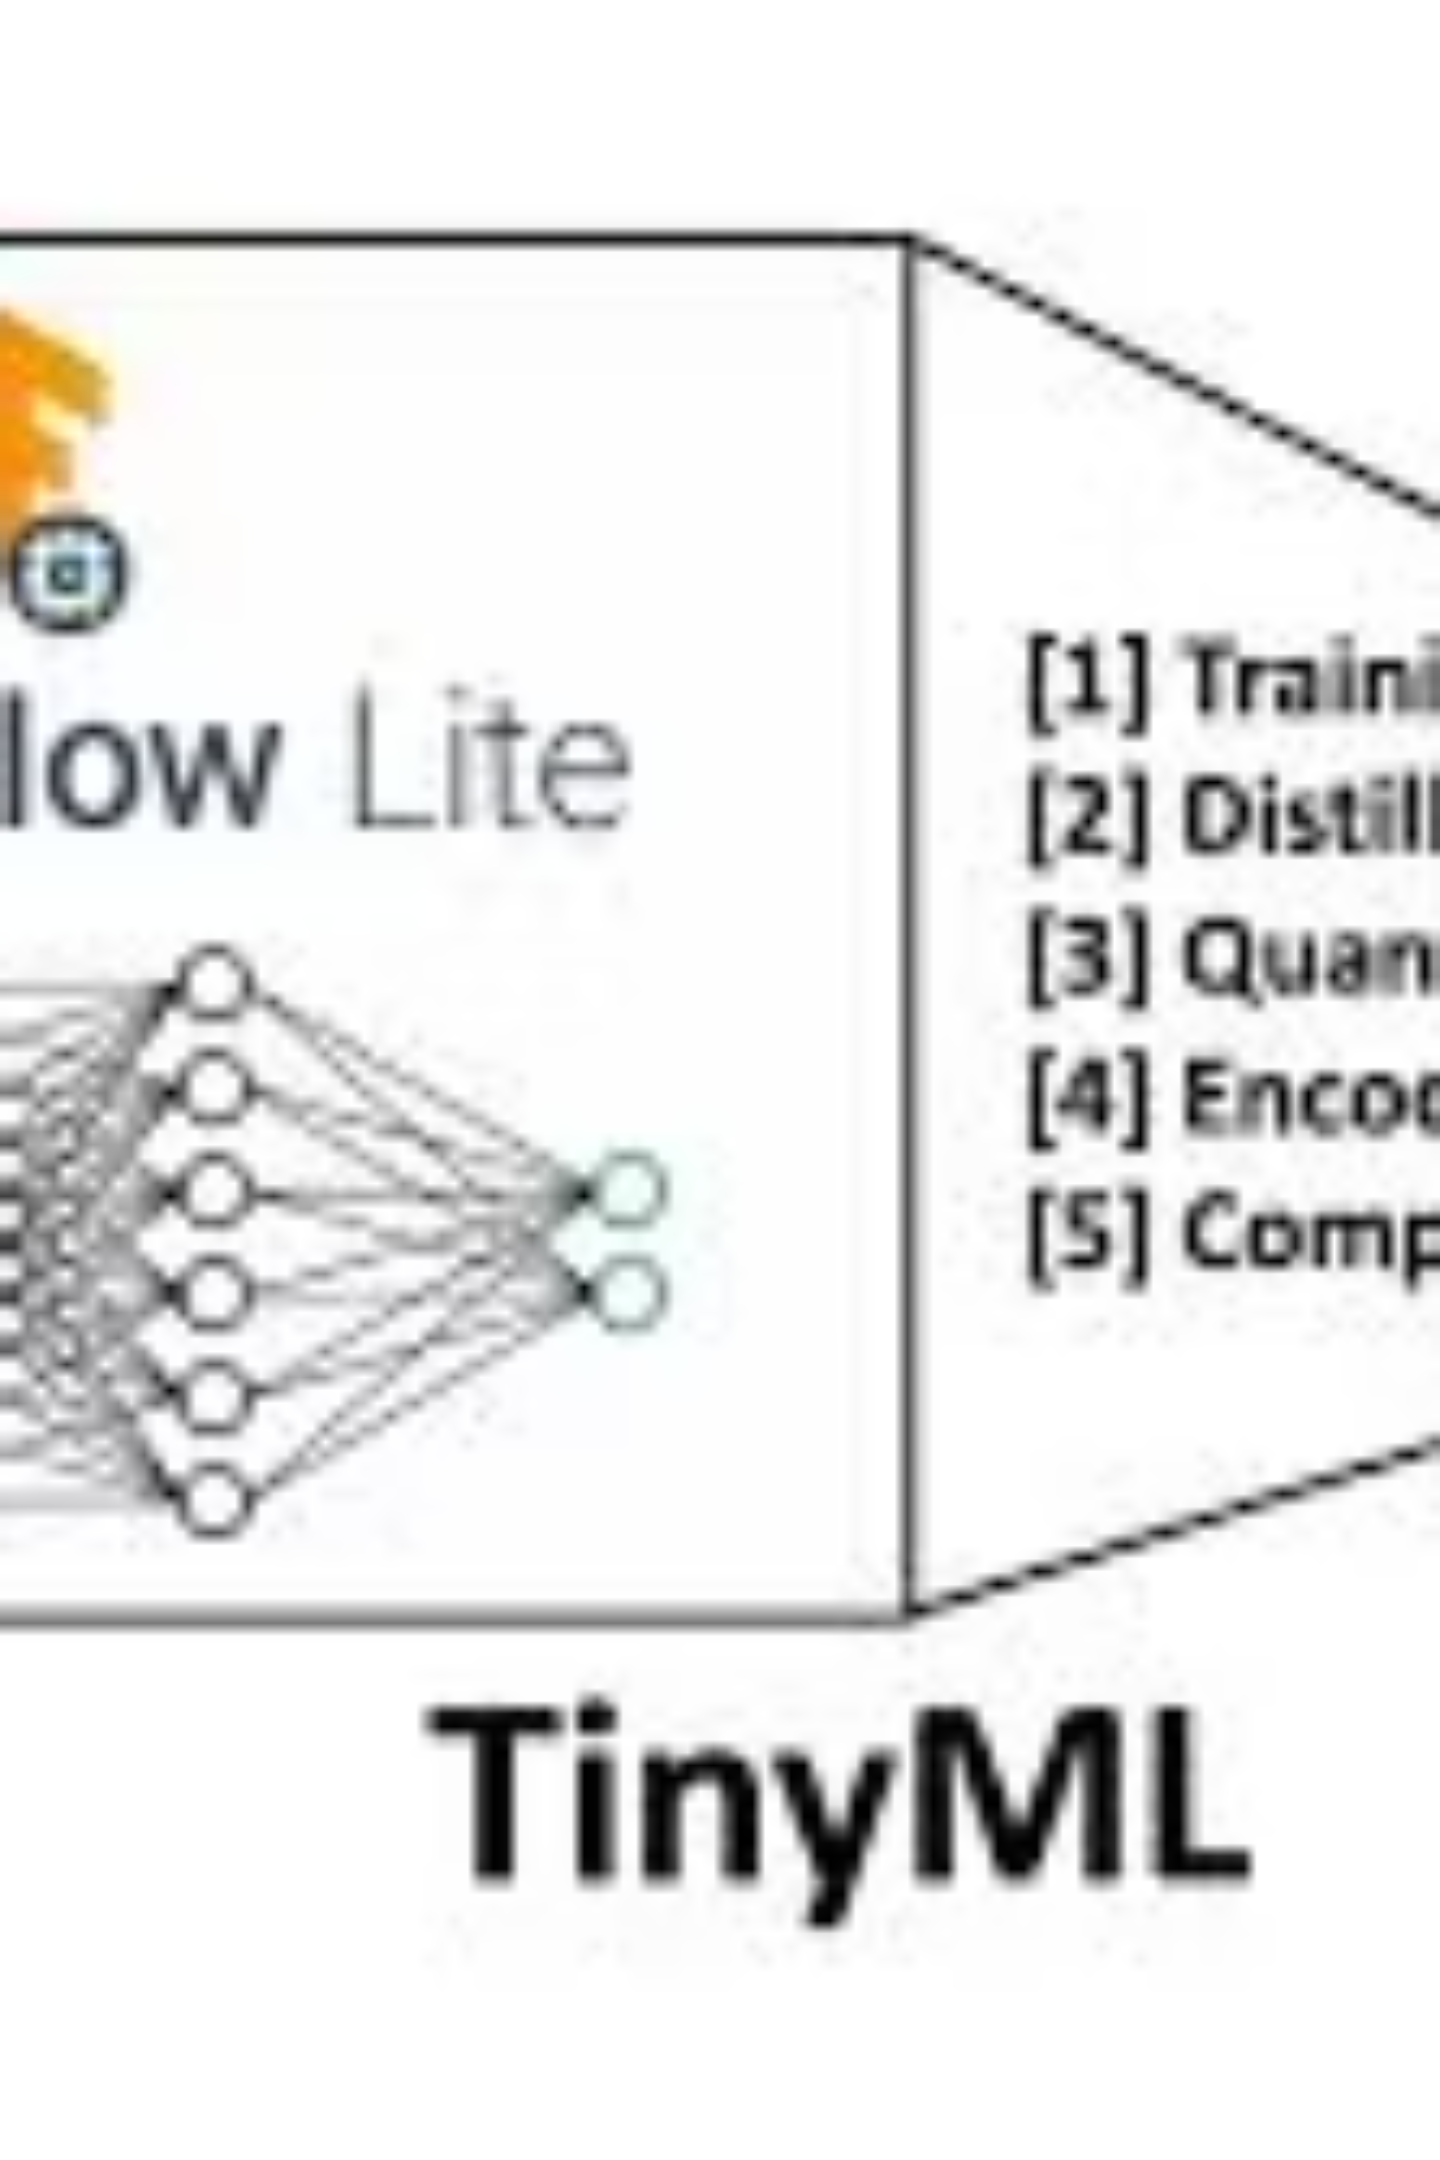 low Lite
[1] Traini
[2] Distill
[3] Quan
[4] Encod
[5] Comp
TinyML